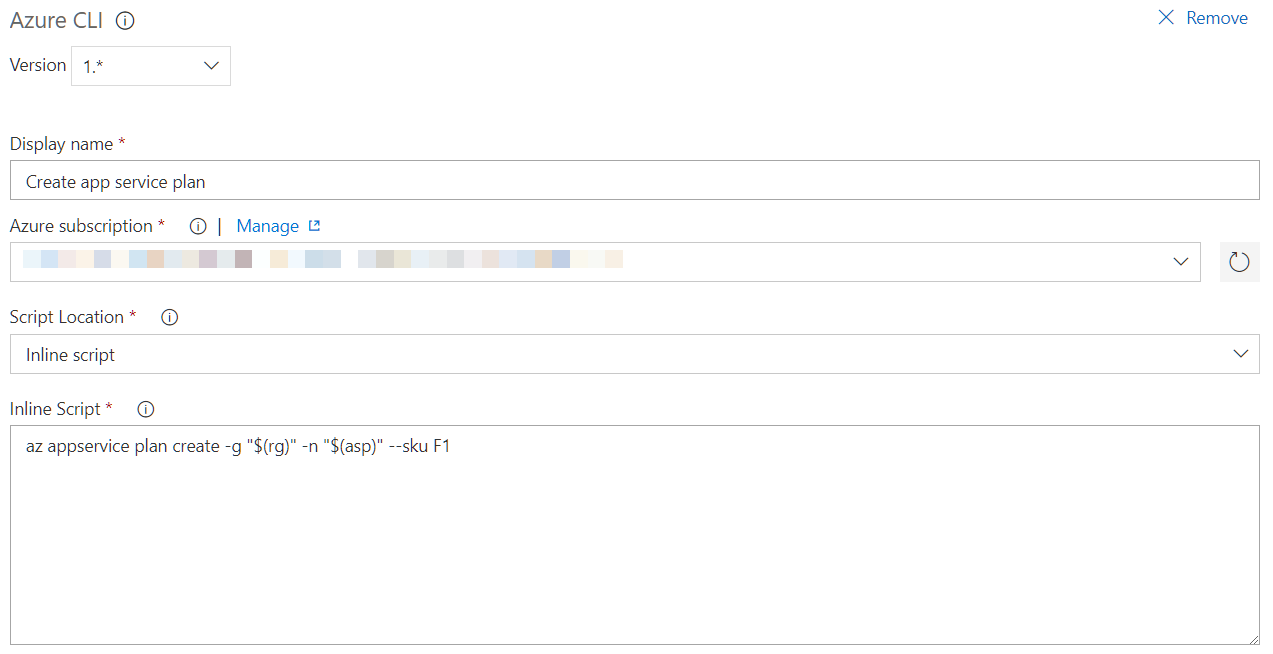 Azure CLI
Remove
Version 1.*
Display name *
Create app service plan
Azure subscription * | Manage
Script Location *
Inline script
Inline Script *
az appservice plan create -g "$(rg)" -n "$(asp)" --sku F1